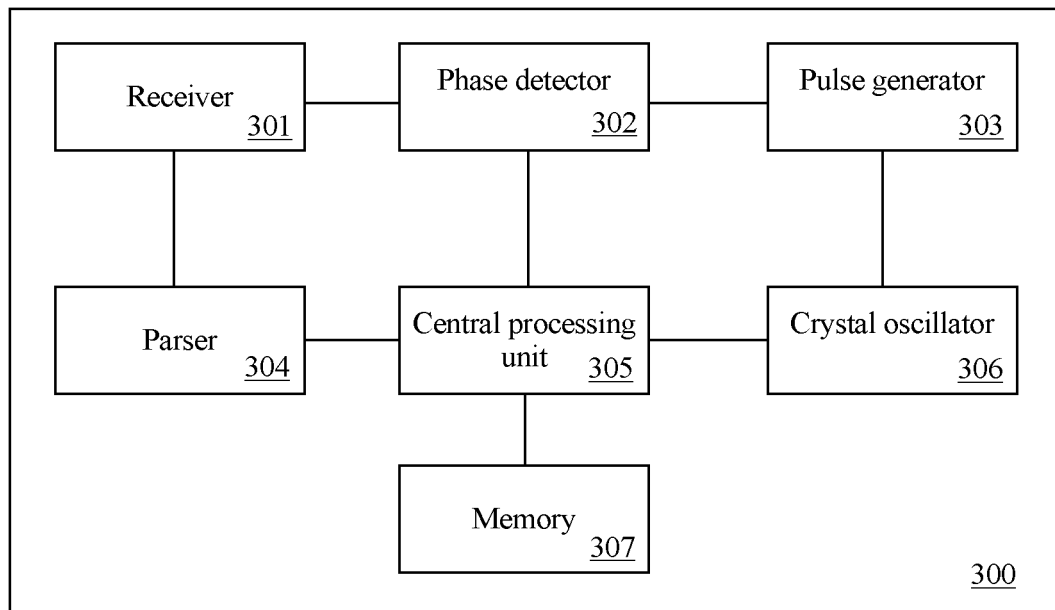 Receiver
301
Phase detector
302
Pulse generator
303
Parser
304
Central processing
unit
305
Crystal oscillator
306
Memory
307
300